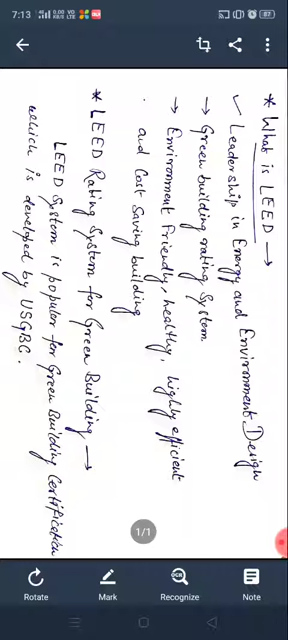 7:13
87
* What is LEED →
✓ Leadership in Energy and Environment Design
→ Green building rating System
→ Environment Friendly, healthy, highly efficient
and Cost Saving building
* LEED Rating System for Green Building →
LEED System is popular for Green Building Certification
which is developed by USGBC.
1/1
Rotate
Mark
OCR
Recognize
Note